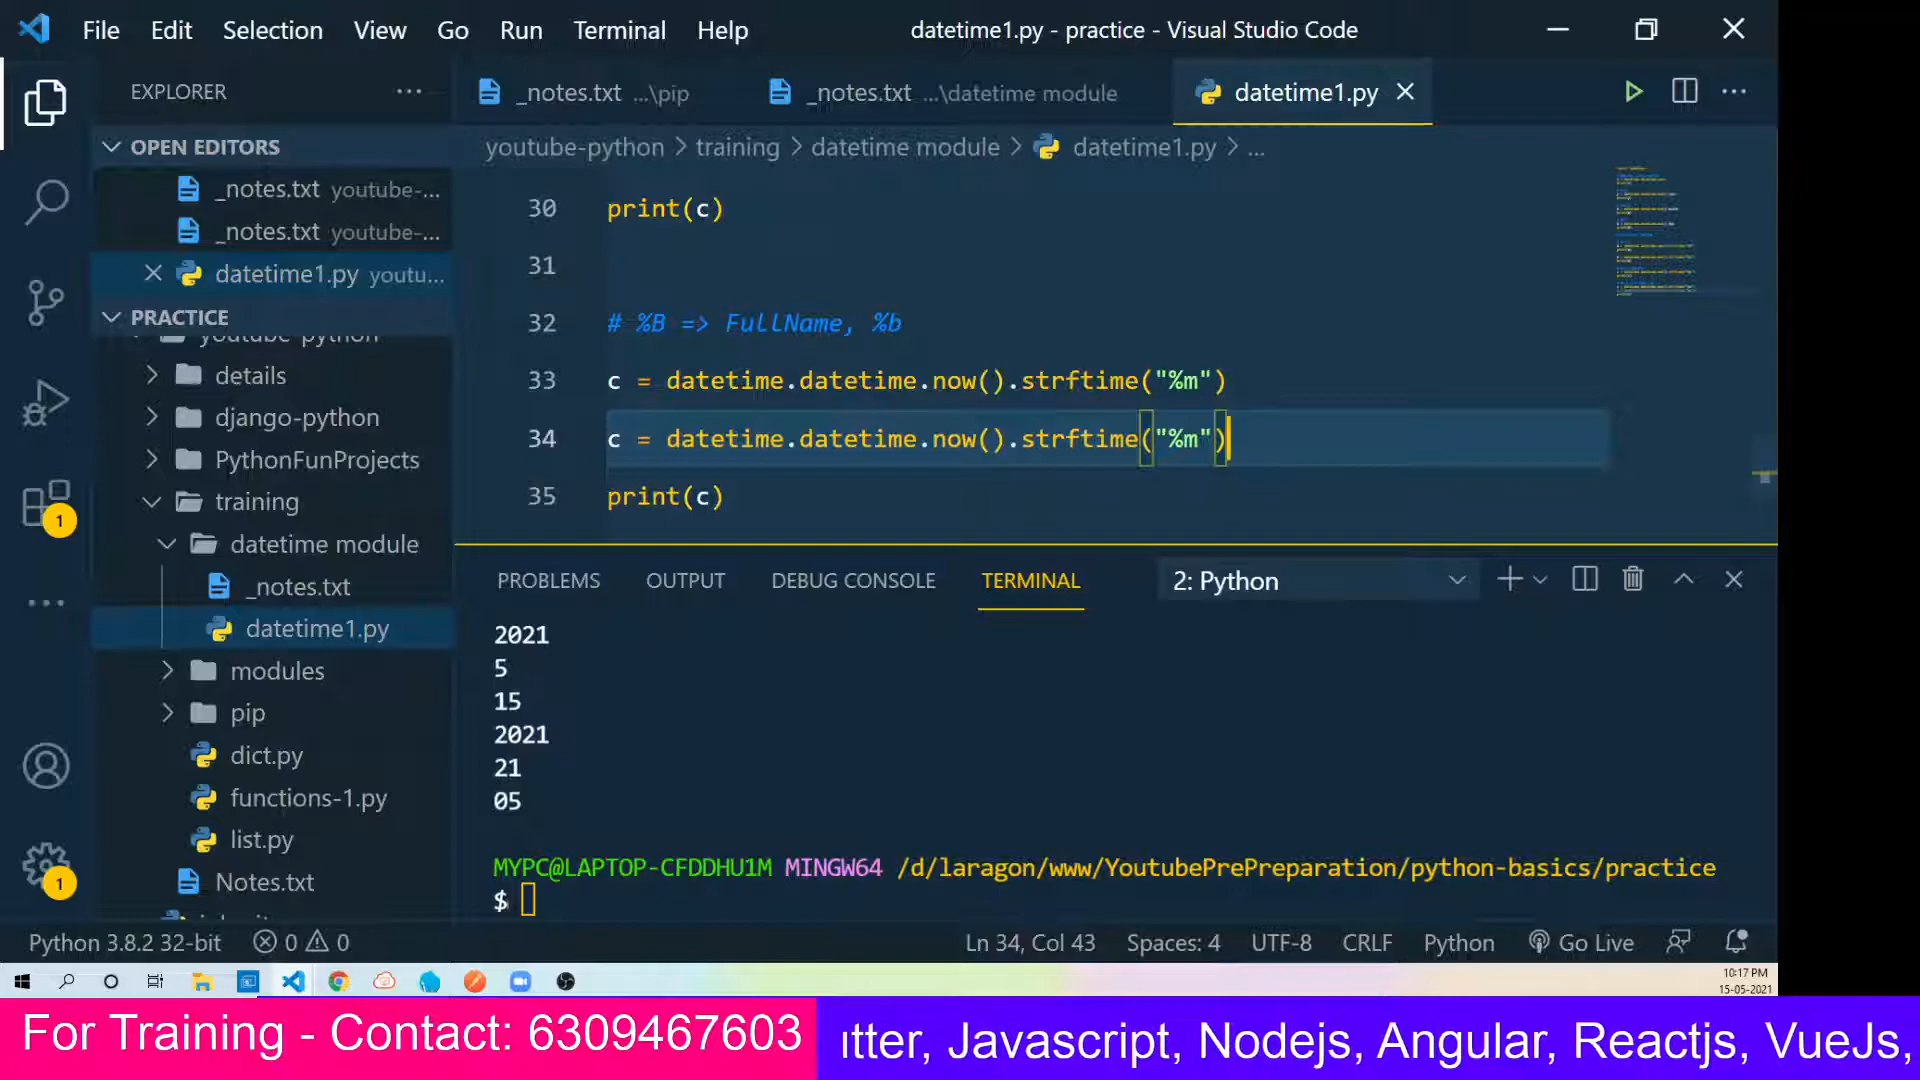 File Edit Selection View Go Run Terminal Help datetime1.py - practice - Visual Studio Code
EXPLORER
_notes.txt ...\pip _notes.txt ...\datetime module datetime1.py
OPEN EDITORS
youtube-python > training > datetime module > datetime1.py > ...
_notes.txt youtube-...
_notes.txt youtube-...
datetime1.py youtu...
PRACTICE
youtube-python
details
django-python
PythonFunProjects
training
datetime module
_notes.txt
datetime1.py
modules
pip
dict.py
functions-1.py
list.py
Notes.txt
30 print(c)
31
32 # %B => FullName, %b
33 c = datetime.datetime.now().strftime("%m")
34 c = datetime.datetime.now().strftime("%m")
35 print(c)
PROBLEMS OUTPUT DEBUG CONSOLE TERMINAL 2: Python
2021
5
15
2021
21
05
MYPC@LAPTOP-CFDDHU1M MINGW64 /d/laragon/www/YoutubePrePreparation/python-basics/practice
$
1
1
Python 3.8.2 32-bit 0 0 Ln 34, Col 43 Spaces: 4 UTF-8 CRLF Python Go Live
10:17 PM
15-05-2021
For Training - Contact: 6309467603 itter, Javascript, Nodejs, Angular, Reactjs, VueJs,